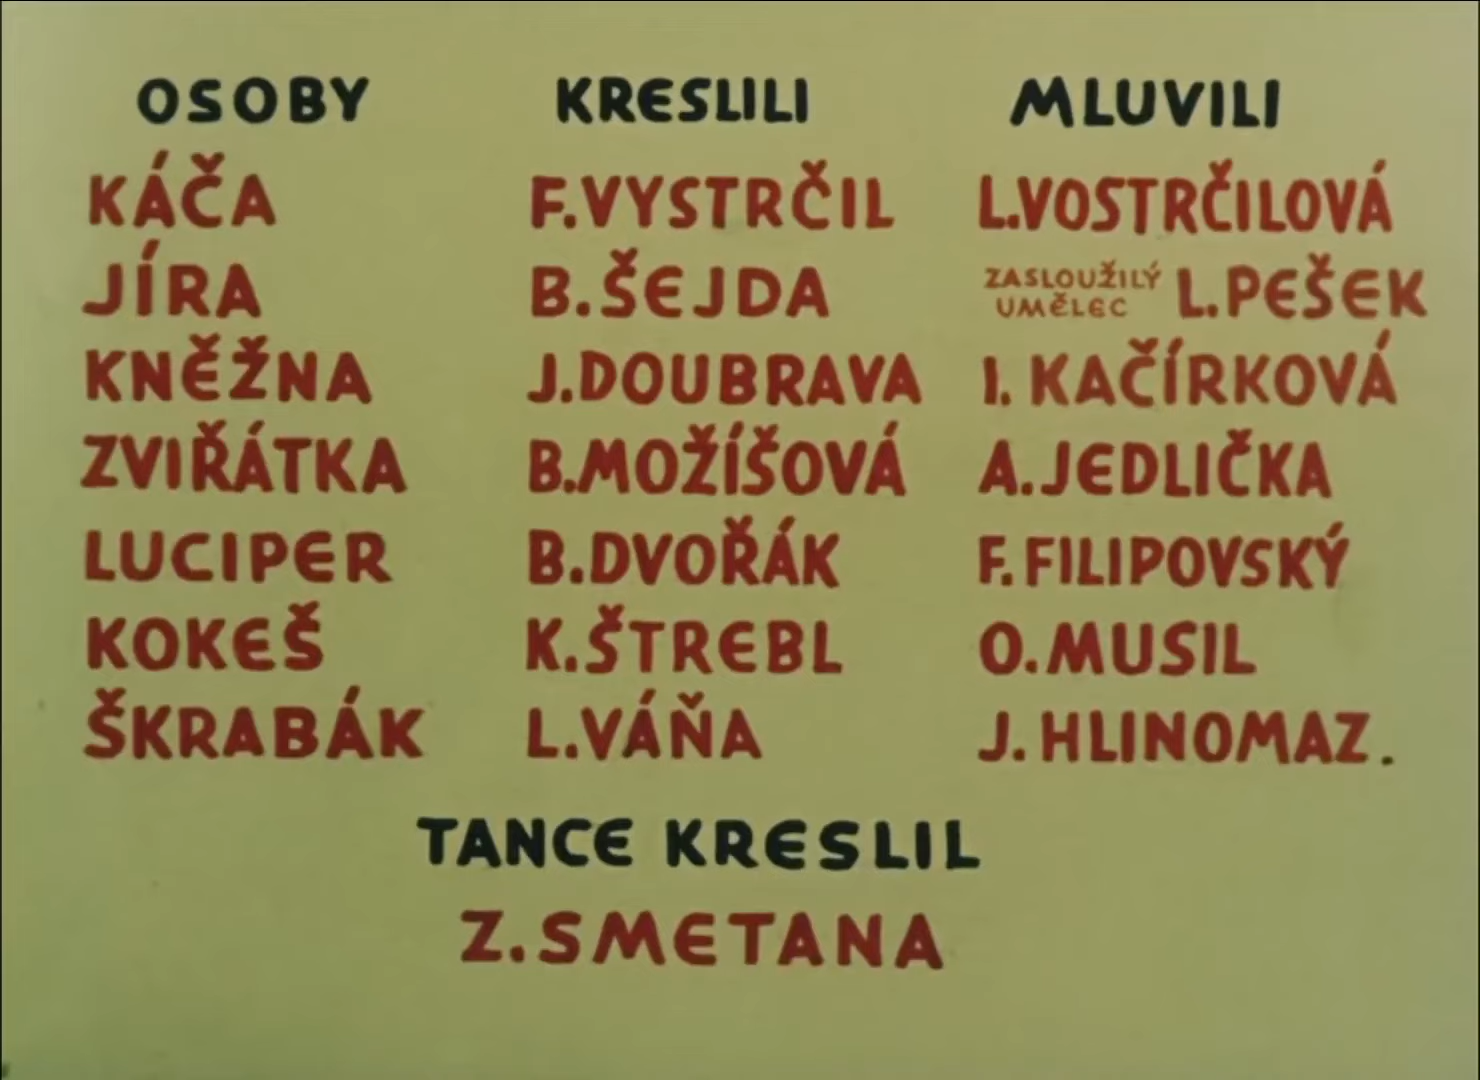 OSOBY KRESLILI MLUVILI
KÁČA F.VYSTRČIL L.VOSTRČILOVÁ
JÍRA B.ŠEJDA ZASLOUŽILÝ UMĚLEC L.PEŠEK
KNĚŽNA J.DOUBRAVA I. KAČÍRKOVÁ
ZVIŘÁTKA B.MOŽÍŠOVÁ A.JEDLIČKA
LUCIPER B.DVOŘÁK F.FILIPOVSKÝ
KOKEŠ K.ŠTREBL O.MUSIL
ŠKRABÁK L.VÁŇA J.HLINOMAZ.
TANCE KRESLIL
Z.SMETANA